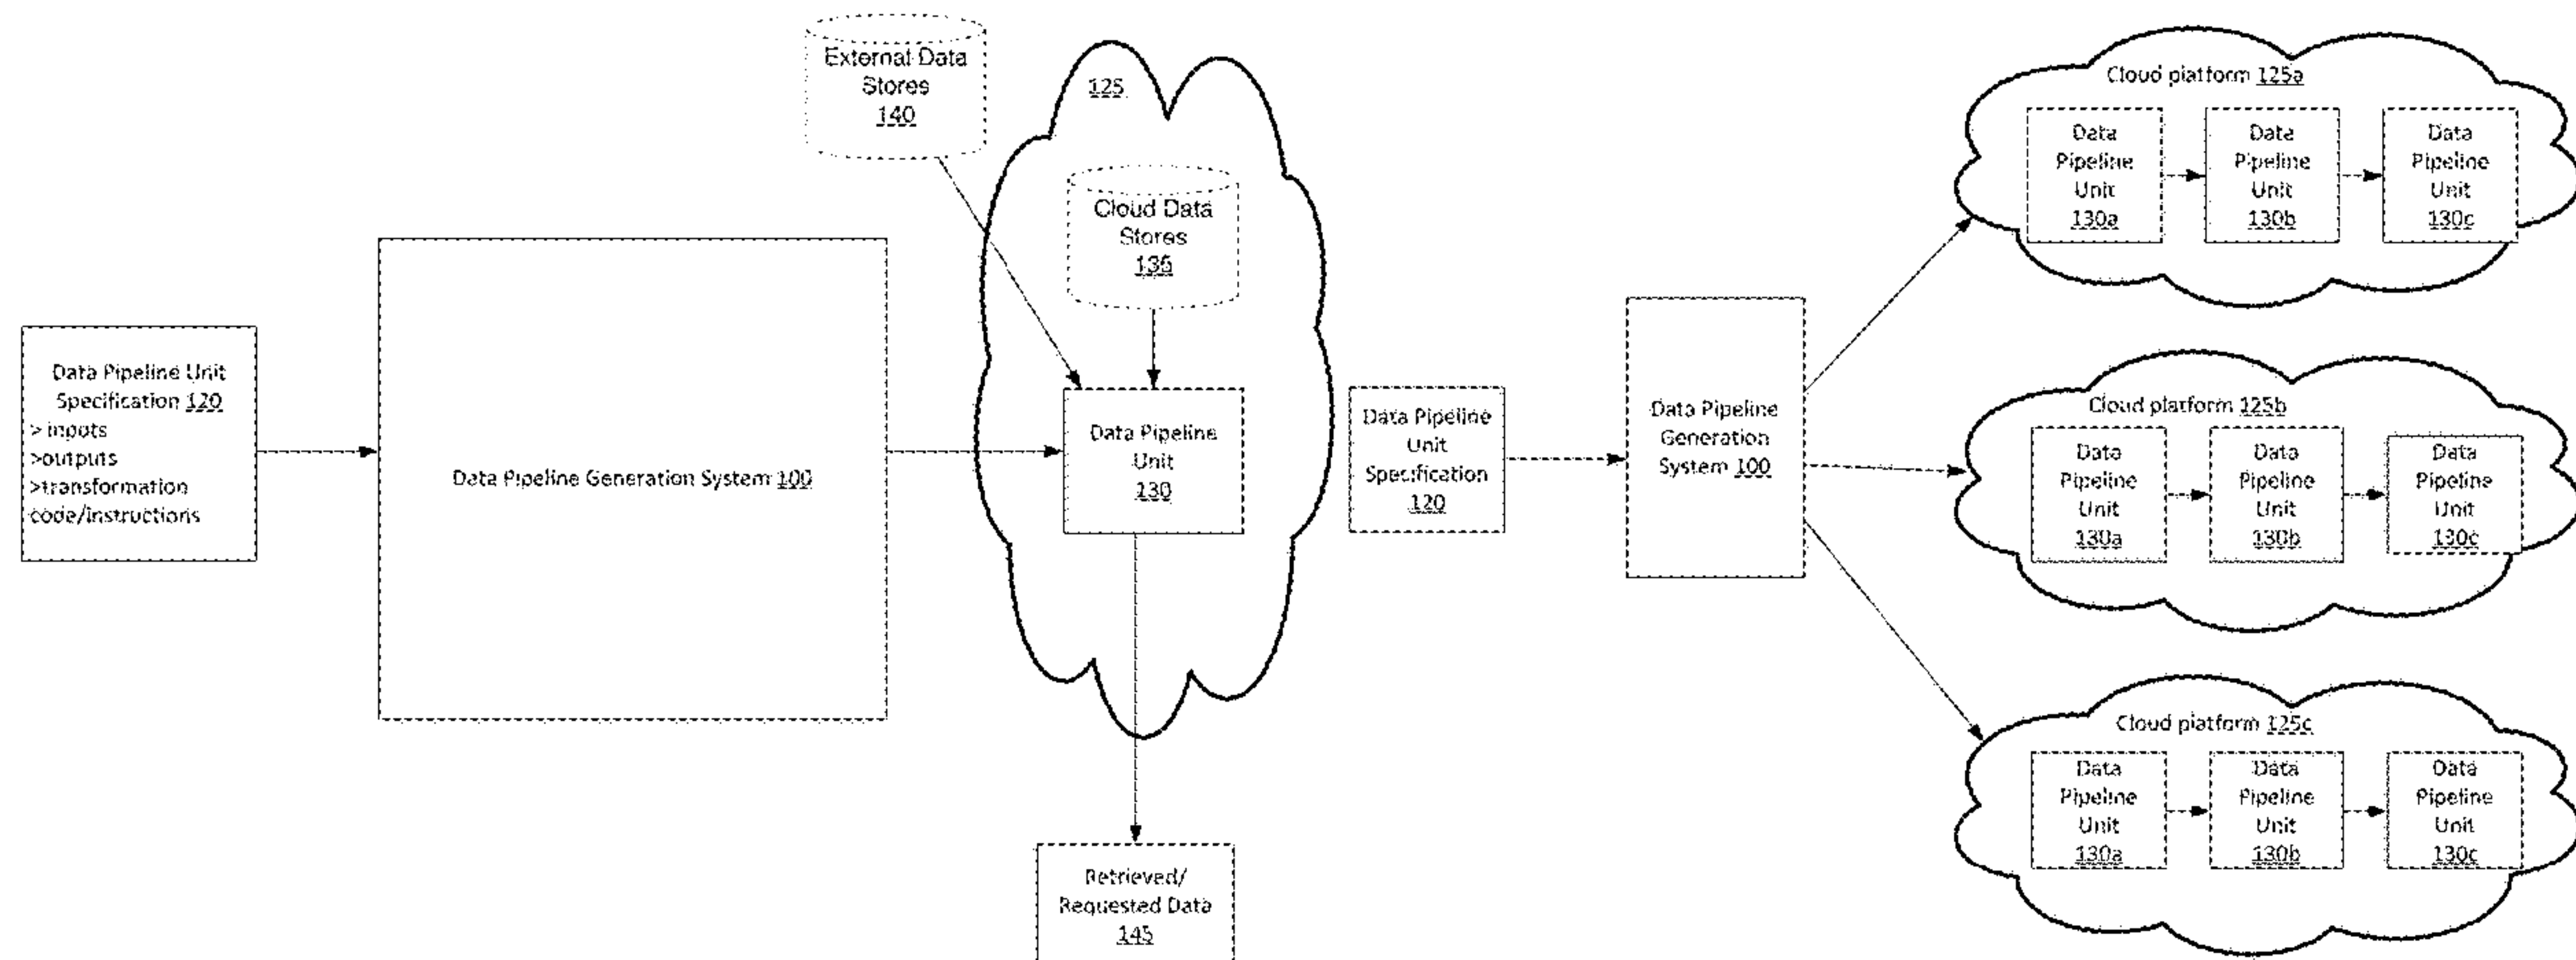 External Data
Stores
140
125
Cloud Data
Stores
135
Data Pipeline Unit
Specification 120
> inputs
>outputs
>transformation
code/instructions
Data Pipeline Generation System 100
Data Pipeline
Unit
130
Retrieved/
Requested Data
145
Data Pipeline
Unit
Specification
120
Data Pipeline
Generation
System 100
Cloud platform 125a
Data
Pipeline
Unit
130a
Data
Pipeline
Unit
130b
Data
Pipeline
Unit
130c
Cloud platform 125b
Data
Pipeline
Unit
130a
Data
Pipeline
Unit
130b
Data
Pipeline
Unit
130c
Cloud platform 125c
Data
Pipeline
Unit
130a
Data
Pipeline
Unit
130b
Data
Pipeline
Unit
130c